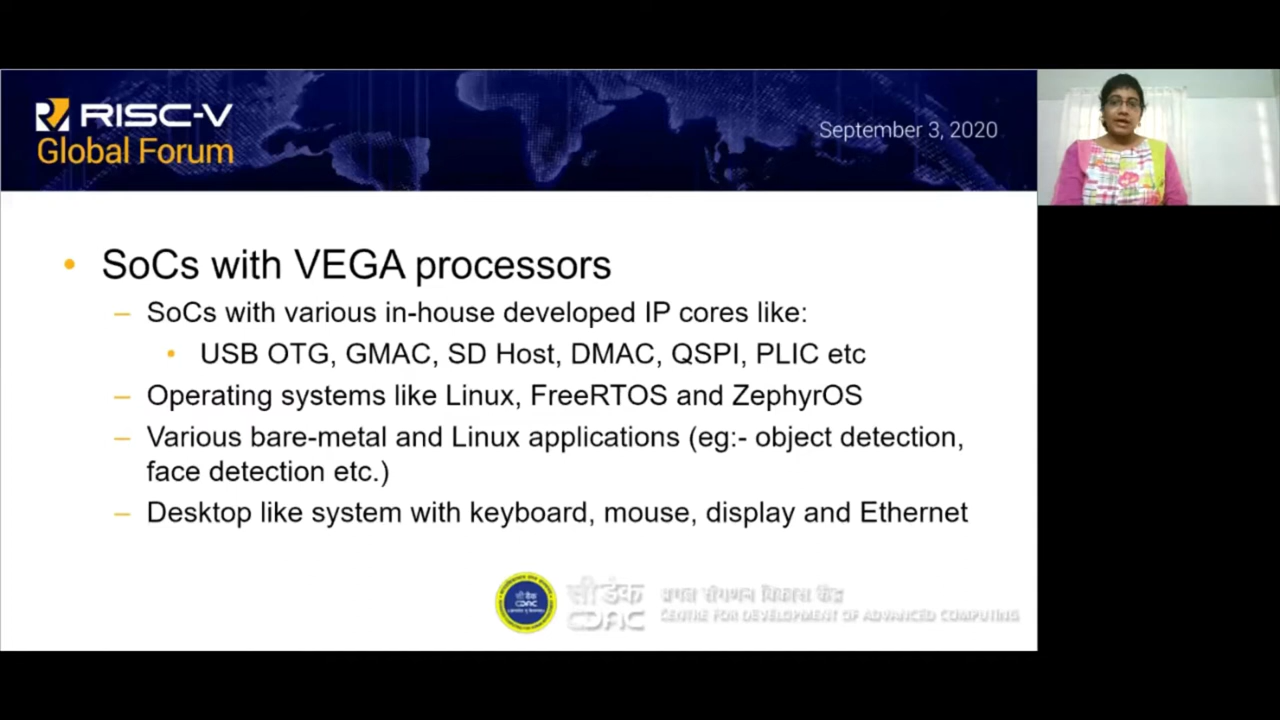 RISC-V
Global Forum
September 3, 2020
• SoCs with VEGA processors
– SoCs with various in-house developed IP cores like:
• USB OTG, GMAC, SD Host, DMAC, QSPI, PLIC etc
– Operating systems like Linux, FreeRTOS and ZephyrOS
– Various bare-metal and Linux applications (eg:- object detection,
face detection etc.)
– Desktop like system with keyboard, mouse, display and Ethernet
सी डैक
CDAC
प्रगत संगणन विकास केंद्र
CENTRE FOR DEVELOPMENT OF ADVANCED COMPUTING